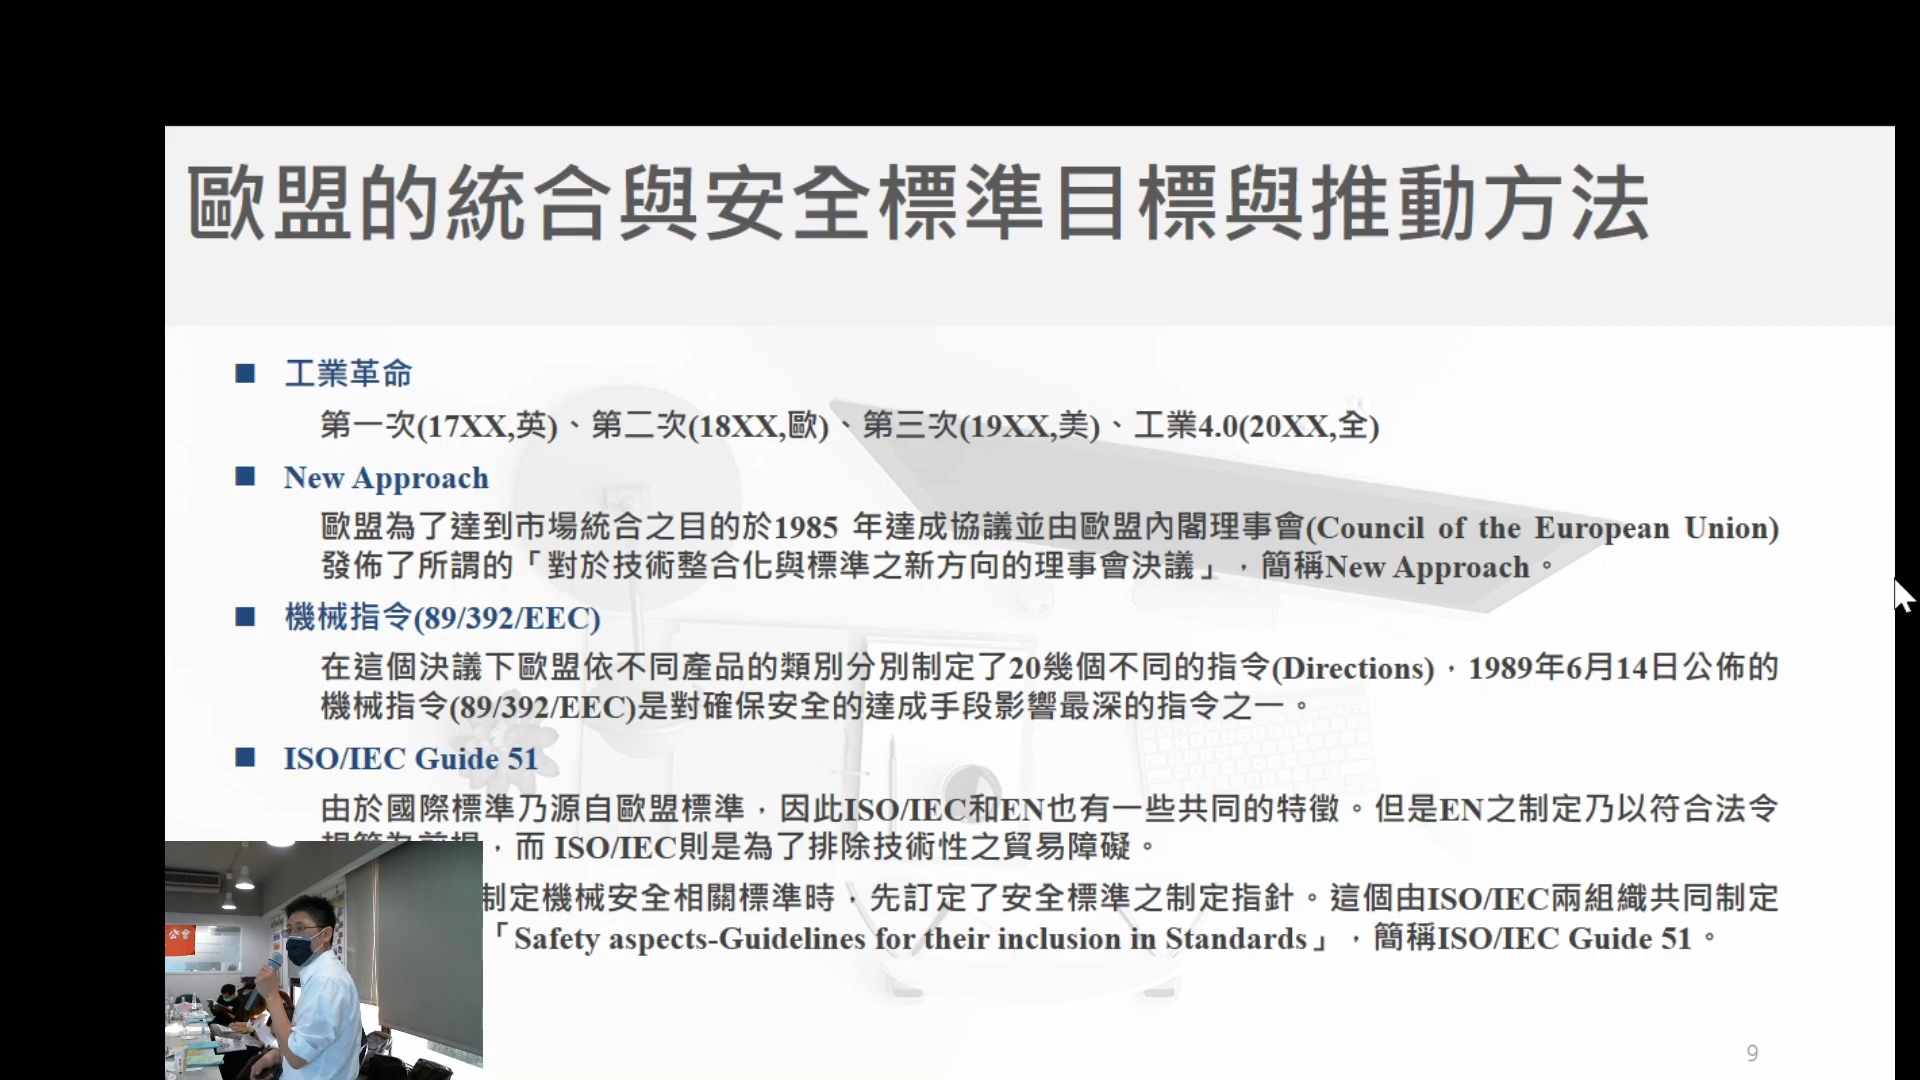 歐盟的統合與安全標準目標與推動方法
■ 工業革命
第一次(17XX,英)、第二次(18XX,歐)、第三次(19XX,美)、工業4.0(20XX,全)
■ New Approach
歐盟為了達到市場統合之目的於1985 年達成協議並由歐盟內閣理事會(Council of the European Union)
發佈了所謂的「對於技術整合化與標準之新方向的理事會決議」，簡稱New Approach。
■ 機械指令(89/392/EEC)
在這個決議下歐盟依不同產品的類別分別制定了20幾個不同的指令(Directions)，1989年6月14日公佈的
機械指令(89/392/EEC)是對確保安全的達成手段影響最深的指令之一。
■ ISO/IEC Guide 51
由於國際標準乃源自歐盟標準，因此ISO/IEC和EN也有一些共同的特徵。但是EN之制定乃以符合法令
，而 ISO/IEC則是為了排除技術性之貿易障礙。
制定機械安全相關標準時，先訂定了安全標準之制定指針。這個由ISO/IEC兩組織共同制定
「Safety aspects-Guidelines for their inclusion in Standards」，簡稱ISO/IEC Guide 51。
公會
9